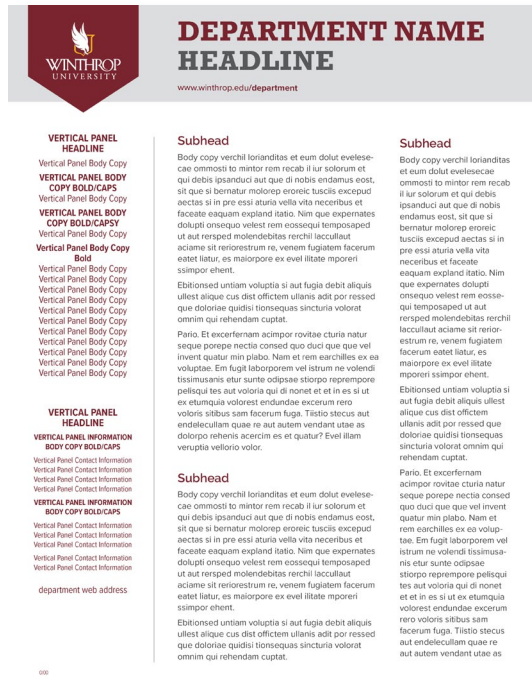 WINTHROP
UNIVERSITY
DEPARTMENT NAME
HEADLINE
www.winthrop.edu/department
VERTICAL PANEL
HEADLINE
Vertical Panel Body Copy
VERTICAL PANEL BODY
COPY BOLD/CAPS
Vertical Panel Body Copy
VERTICAL PANEL BODY
COPY BOLD/CAPSY
Vertical Panel Body Copy
Vertical Panel Body Copy
Bold
Vertical Panel Body Copy
Vertical Panel Body Copy
Vertical Panel Body Copy
Vertical Panel Body Copy
Vertical Panel Body Copy
Vertical Panel Body Copy
Vertical Panel Body Copy
Vertical Panel Body Copy
Vertical Panel Body Copy
Vertical Panel Body Copy
Vertical Panel Body Copy
VERTICAL PANEL
HEADLINE
VERTICAL PANEL INFORMATION
BODY COPY BOLD/CAPS
Vertical Panel Contact Information
Vertical Panel Contact Information
Vertical Panel Contact Information
Vertical Panel Contact Information
VERTICAL PANEL INFORMATION
BODY COPY BOLD/CAPS
Vertical Panel Contact Information
Vertical Panel Contact Information
Vertical Panel Contact Information
Vertical Panel Contact Information
Vertical Panel Contact Information
department web address
0/00
Subhead
Body copy verchil lorianditas et eum dolut evelese-
cae ommosti to mintor rem recab il iur solorum et
qui debis ipsanduci aut que di nobis endamus eost,
sit que si bernatur molorep eroreic tusciis excepud
aectas si in pre essi aturia vella vita neceribus et
faceate eaquam expland itatio. Nim que expernates
dolupti onsequo velest rem eossequi temposaped
ut aut rersped molendebitas rerchil laccullaut
aciame sit reriorestrum re, venem fugiatem facerum
eatet liatur, es maiorpore ex evel ilitate mporeri
ssimpor ehent.
Ebitionsed untiam voluptia si aut fugia debit aliquis
ullest alique cus dist offictem ullanis adit por ressed
que doloriae quidici tionsequas sincturia volorat
omnim qui rehendam cuptat.
Pario. Et excerfernam acimpor rovitae cturia natur
seque porepe nectia consed quo duci que que vel
invent quatur min plabo. Nam et rem earchilles ex ea
voluptae. Em fugit laborporem vel istrum ne volendi
tissimusanis etur sunte odipsae stiorpo reprempore
pelisqui tes aut voloria qui di nonet et et in es si ut
ex etumquia volorest endundae excerum rero
voloris sitibus sam facerum fuga. Tiistio stecus aut
endelecullam quae re aut autem vendant utae as
dolorpo rehenis acercim es et quatur? Evel illam
veruptia vellorio volor.
Subhead
Body copy verchil lorianditas et eum dolut evelese-
cae ommosti to mintor rem recab il iur solorum et
qui debis ipsanduci aut que di nobis endamus eost,
sit que si bernatur molorep eroreic tusciis excepud
aectas si in pre essi aturia vella vita neceribus et
faceate eaquam expland itatio. Nim que expernates
dolupti onsequo velest rem eossequi temposaped
ut aut rersped molendebitas rerchil laccullaut
aciame sit reriorestrum re, venem fugiatem facerum
eatet liatur, es maiorpore ex evel ilitate mporeri
ssimpor ehent.
Ebitionsed untiam voluptia si aut fugia debit aliquis
ullest alique cus dist offictem ullanis adit por ressed
que doloriae quidici tionsequas sincturia volorat
omnim qui rehendam cuptat.
Subhead
Body copy verchil lorianditas
et eum dolut evelesecae
ommosti to mintor rem recab
il iur solorum et qui debis
ipsanduci aut que di nobis
endamus eost, sit que si
bernatur molorep eroreic
tusciis excepud aectas si in
pre essi aturia vella vita
neceribus et faceate
eaquam expland itatio. Nim
que expernates dolupti
onsequo velest rem eosse-
qui temposaped ut aut
rersped molendebitas rerchil
laccullaut aciame sit rerior-
estrum re, venem fugiatem
facerum eatet liatur, es
maiorpore ex evel ilitate
mporeri ssimpor ehent.
Ebitionsed untiam voluptia si
aut fugia debit aliquis ullest
alique cus dist offictem
ullanis adit por ressed que
doloriae quidici tionsequas
sincturia volorat omnim qui
rehendam cuptat.
Pario. Et excerfernam
acimpor rovitae cturia natur
seque porepe nectia consed
quo duci que que vel invent
quatur min plabo. Nam et
rem earchilles ex ea volup-
tae. Em fugit laborporem vel
istrum ne volendi tissimusa-
nis etur sunte odipsae
stiorpo reprempore pelisqui
tes aut voloria qui di nonet
et et in es si ut ex etumquia
volorest endundae excerum
rero voloris sitibus sam
facerum fuga. Tiistio stecus
aut endelecullam quae re
aut autem vendant utae as